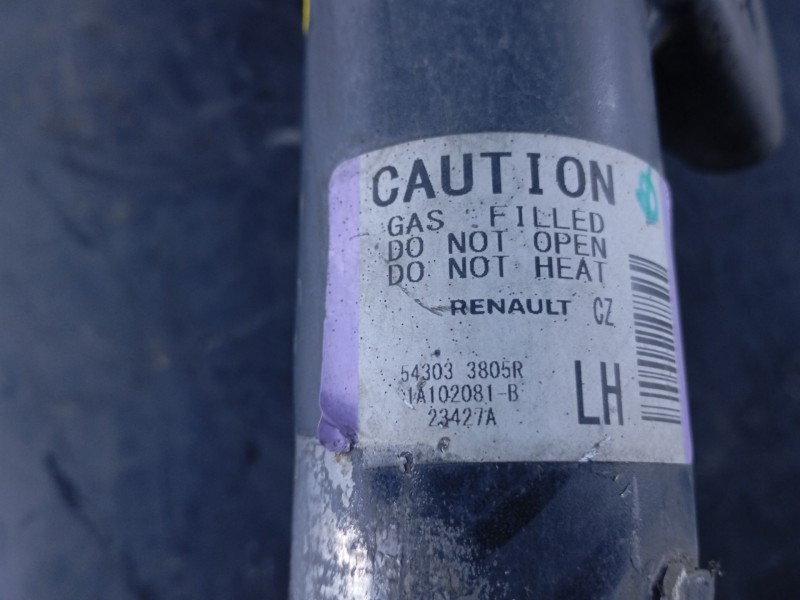 CAUTION
GAS FILLED
DO NOT OPEN
DO NOT HEAT
RENAULT CZ
54303 3805R
1A102081-B
23427A
LH